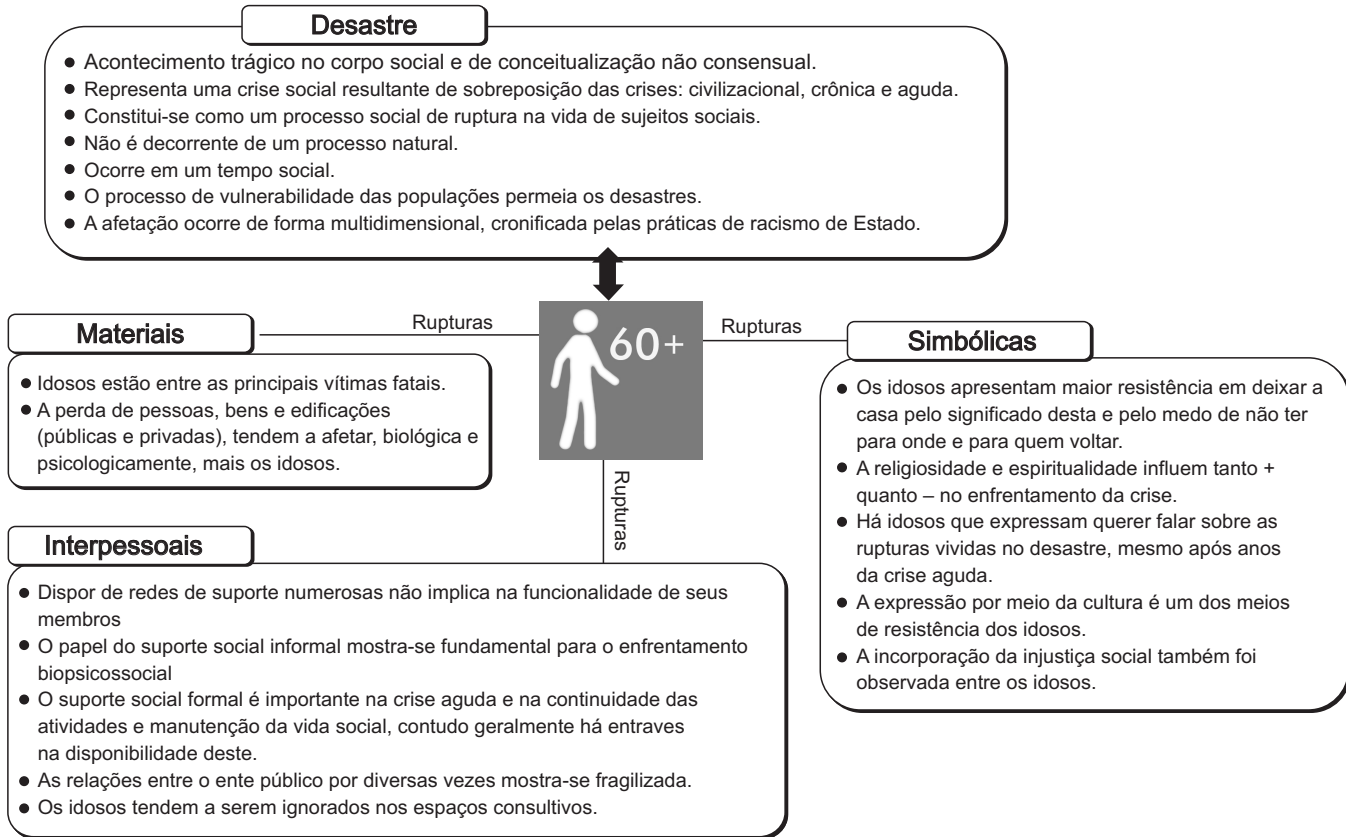 Desastre
● Acontecimento trágico no corpo social e de conceitualização não consensual.
● Representa uma crise social resultante de sobreposição das crises: civilizacional, crônica e aguda.
● Constitui-se como um processo social de ruptura na vida de sujeitos sociais.
● Não é decorrente de um processo natural.
● Ocorre em um tempo social.
● O processo de vulnerabilidade das populações permeia os desastres.
● A afetação ocorre de forma multidimensional, cronificada pelas práticas de racismo de Estado.
Rupturas
60+
Rupturas
Rupturas
Materiais
● Idosos estão entre as principais vítimas fatais.
● A perda de pessoas, bens e edificações
(públicas e privadas), tendem a afetar, biológica e
psicologicamente, mais os idosos.
Simbólicas
● Os idosos apresentam maior resistência em deixar a
casa pelo significado desta e pelo medo de não ter
para onde e para quem voltar.
● A religiosidade e espiritualidade influem tanto +
quanto – no enfrentamento da crise.
● Há idosos que expressam querer falar sobre as
rupturas vividas no desastre, mesmo após anos
da crise aguda.
● A expressão por meio da cultura é um dos meios
de resistência dos idosos.
● A incorporação da injustiça social também foi
observada entre os idosos.
Interpessoais
● Dispor de redes de suporte numerosas não implica na funcionalidade de seus
membros
● O papel do suporte social informal mostra-se fundamental para o enfrentamento
biopsicossocial
● O suporte social formal é importante na crise aguda e na continuidade das
atividades e manutenção da vida social, contudo geralmente há entraves
na disponibilidade deste.
● As relações entre o ente público por diversas vezes mostra-se fragilizada.
● Os idosos tendem a serem ignorados nos espaços consultivos.